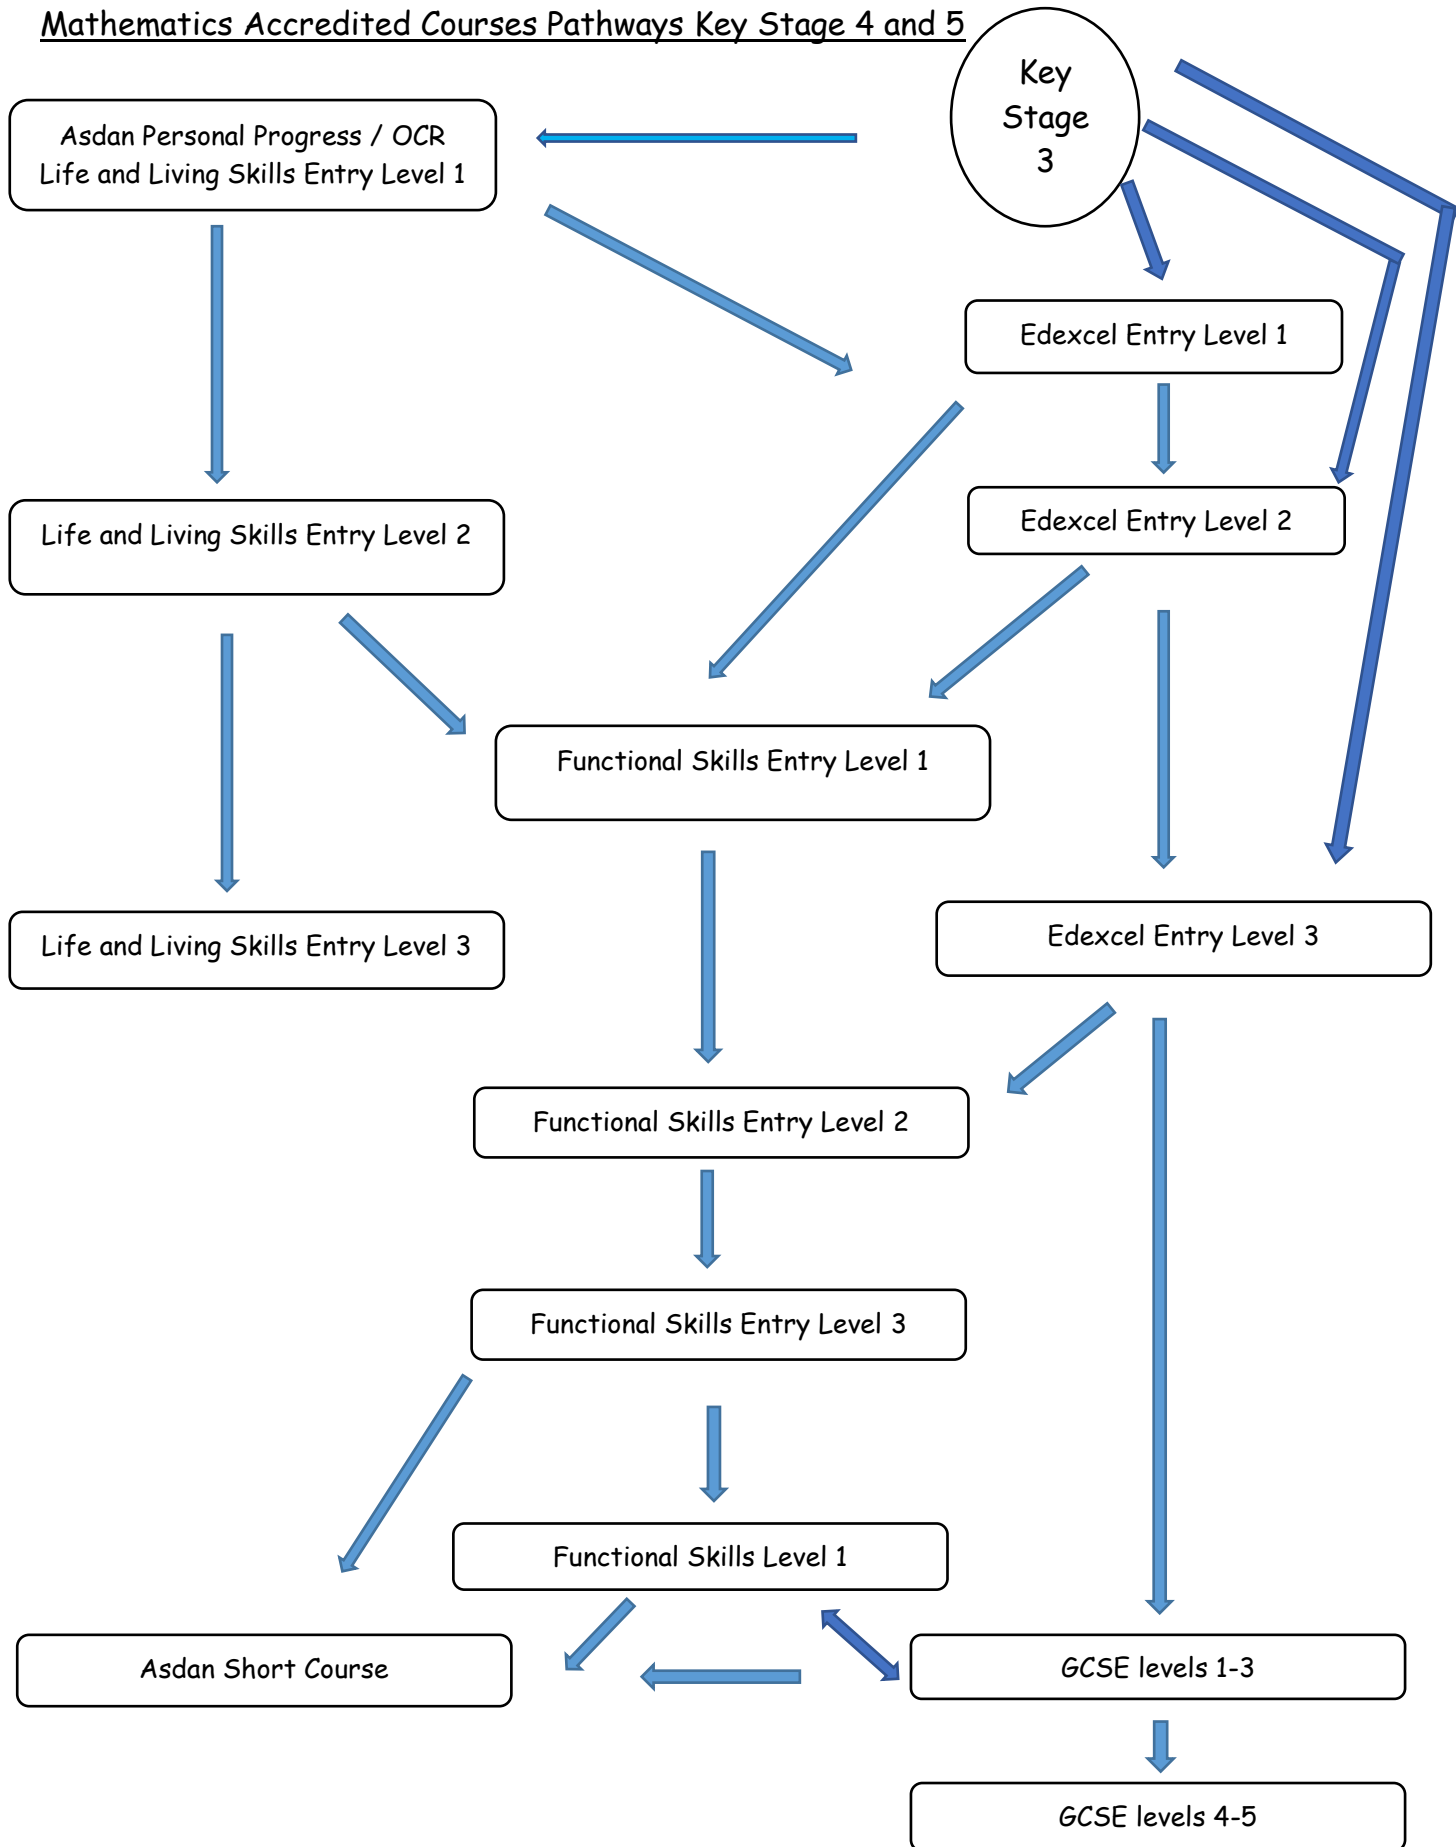 Mathematics Accredited Courses Pathways Key Stage 4 and 5
Key
Stage
3
Asdan Personal Progress / OCR
Life and Living Skills Entry Level 1
Edexcel Entry Level 1
Life and Living Skills Entry Level 2
Edexcel Entry Level 2
Functional Skills Entry Level 1
Life and Living Skills Entry Level 3
Edexcel Entry Level 3
Functional Skills Entry Level 2
Functional Skills Entry Level 3
Functional Skills Level 1
Asdan Short Course
GCSE levels 1-3
GCSE levels 4-5